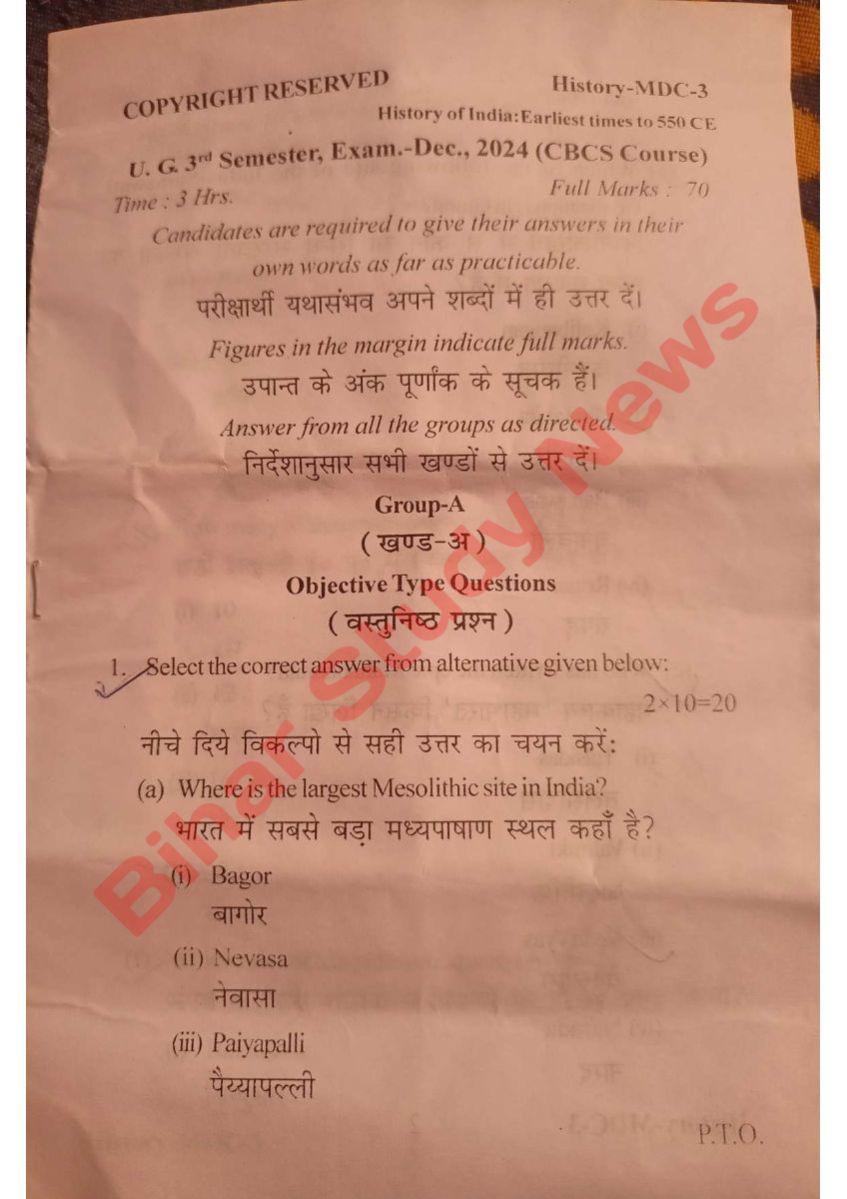 COPYRIGHT RESERVED
History-MDC-3
History of India:Earliest times to 550 CE
U. G. 3rd Semester, Exam.-Dec., 2024 (CBCS Course)
Time : 3 Hrs.
Full Marks : 70
Candidates are required to give their answers in their
own words as far as practicable.
परीक्षार्थी यथासंभव अपने शब्दों में ही उत्तर दें।
Figures in the margin indicate full marks.
उपान्त के अंक पूर्णांक के सूचक हैं।
Answer from all the groups as directed.
निर्देशानुसार सभी खण्डों से उत्तर दें।
Group-A
( खण्ड-अ )
Objective Type Questions
( वस्तुनिष्ठ प्रश्न )
1. Select the correct answer from alternative given below:
2×10=20
नीचे दिये विकल्पो से सही उत्तर का चयन करें:
(a) Where is the largest Mesolithic site in India?
भारत में सबसे बड़ा मध्यपाषाण स्थल कहाँ है?
(i) Bagor
बागोर
(ii) Nevasa
नेवासा
(iii) Paiyapalli
पैय्यापल्ली
P.T.O.
Bihar Study News